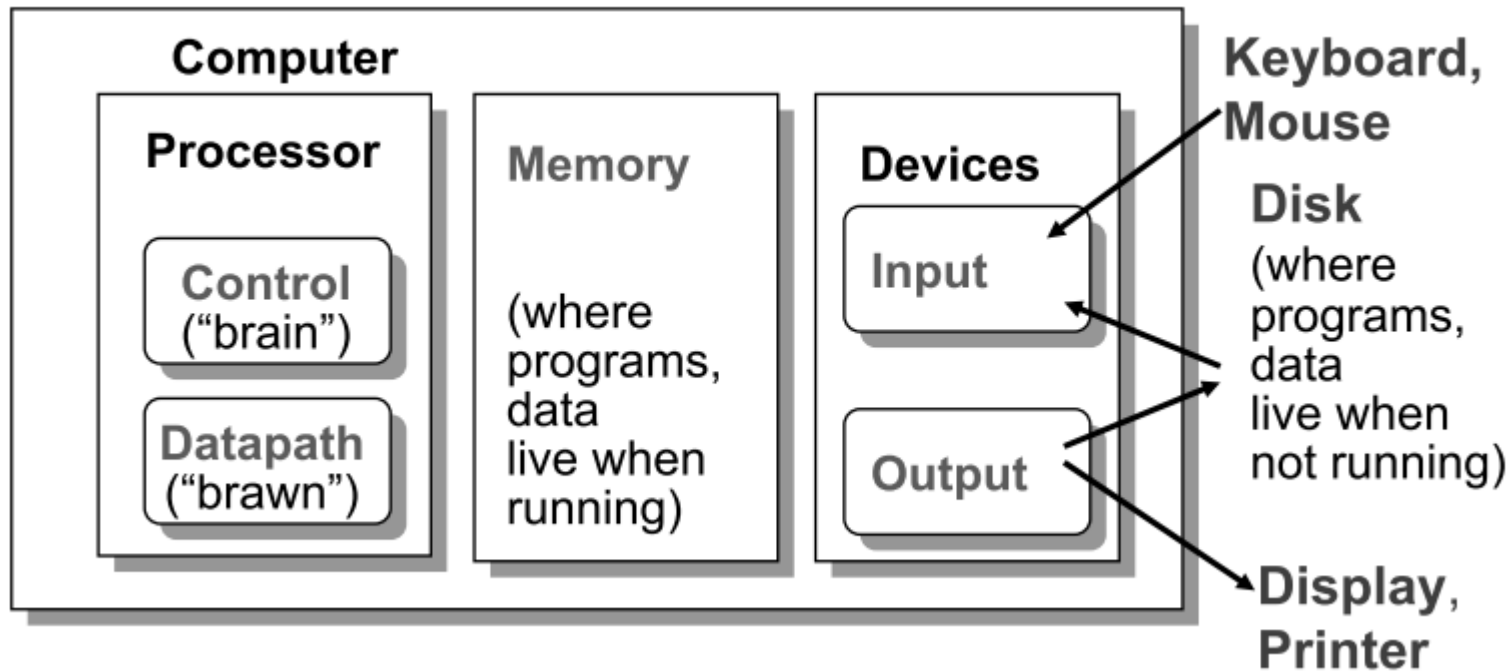 Computer
Processor
Control
(“brain”)
Datapath
(“brawn”)
Memory
(where
programs,
data
live when
running)
Devices
Input
Output
Keyboard,
Mouse
Disk
(where
programs,
data
live when
not running)
Display,
Printer